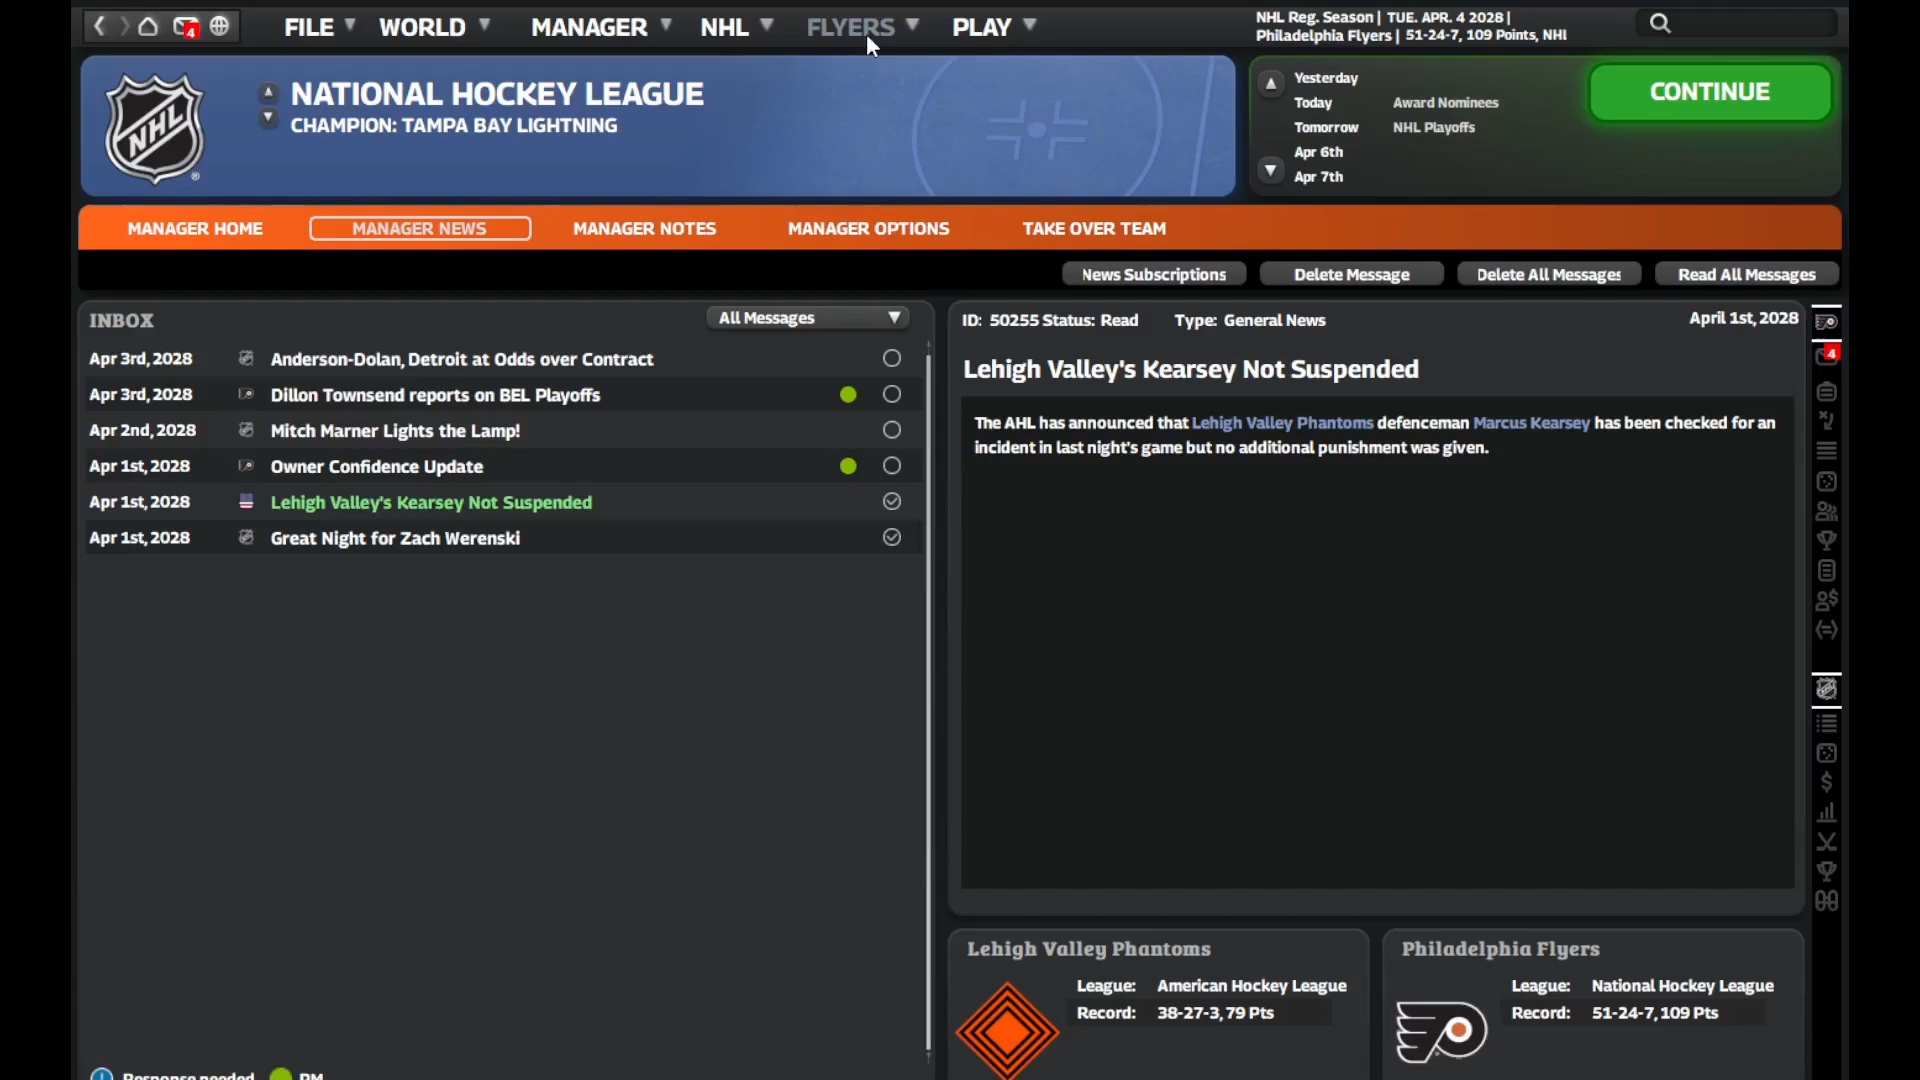 4
FILE
WORLD
MANAGER
NHL
FLYERS
PLAY
NHL Reg. Season | TUE. APR. 4 2028 |
Philadelphia Flyers | 51-24-7, 109 Points, NHI
NHL
NATIONAL HOCKEY LEAGUE
CHAMPION: TAMPA BAY LIGHTNING
Yesterday
Today Award Nominees
Tomorrow NHL Playoffs
Apr 6th
Apr 7th
CONTINUE
MANAGER HOME
MANAGER NEWS
MANAGER NOTES
MANAGER OPTIONS
TAKE OVER TEAM
News Subscriptions
Delete Message
Delete All Messages
Read All Messages
INBOX
All Messages
Apr 3rd, 2028 Anderson-Dolan, Detroit at Odds over Contract
Apr 3rd, 2028 Dillon Townsend reports on BEL Playoffs
Apr 2nd, 2028 Mitch Marner Lights the Lamp!
Apr 1st, 2028 Owner Confidence Update
Apr 1st, 2028 Lehigh Valley's Kearsey Not Suspended
Apr 1st, 2028 Great Night for Zach Werenski
Response needed
PM
ID: 50255 Status: Read Type: General News April 1st, 2028
Lehigh Valley's Kearsey Not Suspended
The AHL has announced that Lehigh Valley Phantoms defenceman Marcus Kearsey has been checked for an
incident in last night's game but no additional punishment was given.
4
Lehigh Valley Phantoms
League: American Hockey League
Record: 38-27-3, 79 Pts
Philadelphia Flyers
League: National Hockey League
Record: 51-24-7, 109 Pts